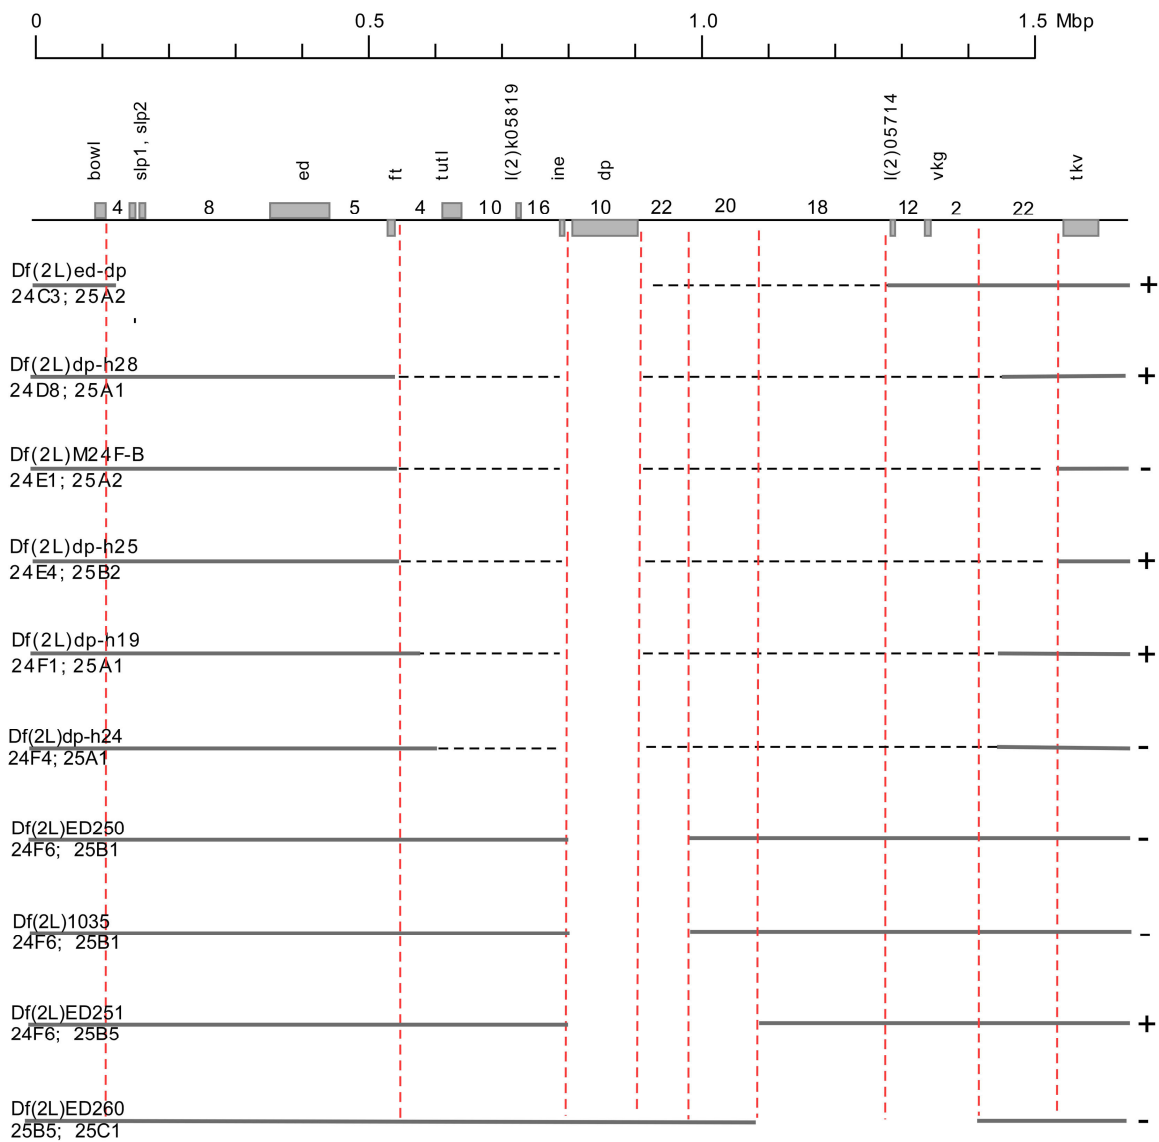 0 0.5 1.0 1.5 Mbp
bowl slp1, slp2 ed ft tutl l(2)k05819 ine dp l(2)05714 vkg tkv
4 8 5 4 10 16 10 22 20 18 12 2 22
Df(2L)ed-dp
24C3; 25A2 +
Df(2L)dp-h28
24D8; 25A1 +
Df(2L)M24F-B
24E1; 25A2 -
Df(2L)dp-h25
24E4; 25B2 +
Df(2L)dp-h19
24F1; 25A1 +
Df(2L)dp-h24
24F4; 25A1 -
Df(2L)ED250
24F6; 25B1 -
Df(2L)1035
24F6; 25B1 -
Df(2L)ED251
24F6; 25B5 +
Df(2L)ED260
25B5; 25C1 -